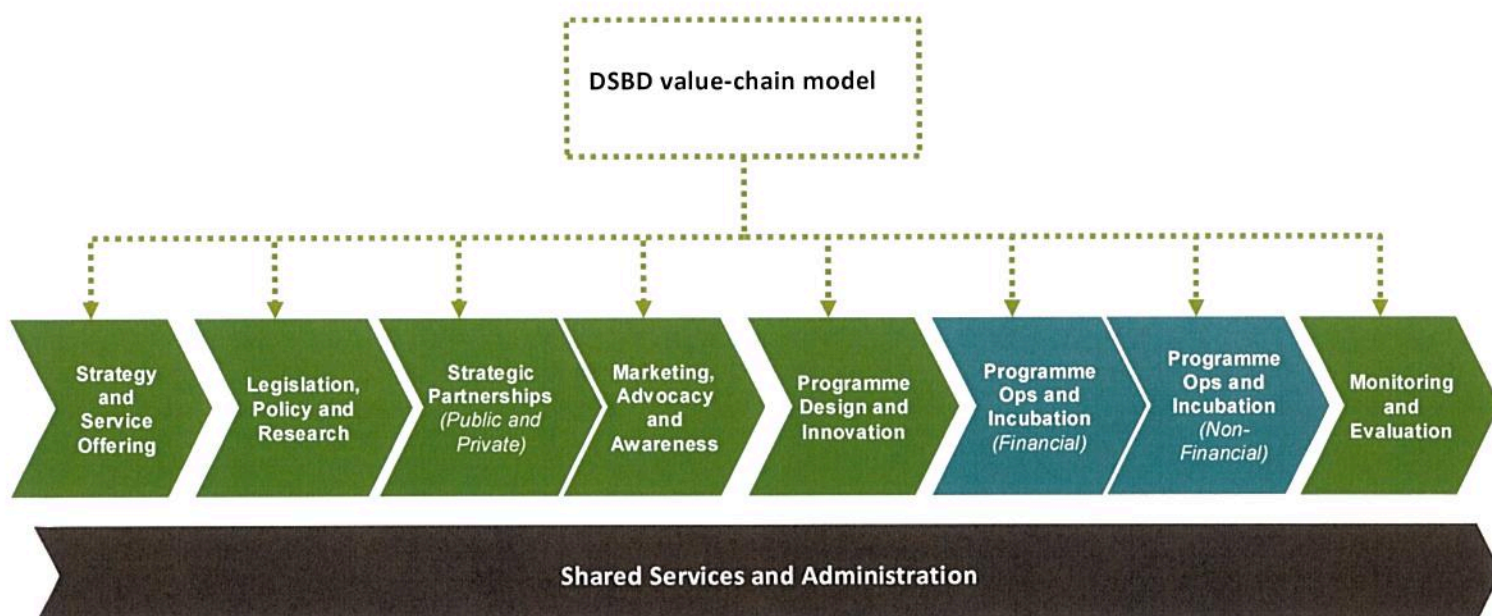 DSBD value-chain model
Strategy
and
Service
Offering
Legislation,
Policy and
Research
Strategic
Partnerships
(Public and
Private)
Marketing,
Advocacy
and
Awareness
Programme
Design and
Innovation
Programme
Ops and
Incubation
(Financial)
Programme
Ops and
Incubation
(Non-
Financial)
Monitoring
and
Evaluation
Shared Services and Administration